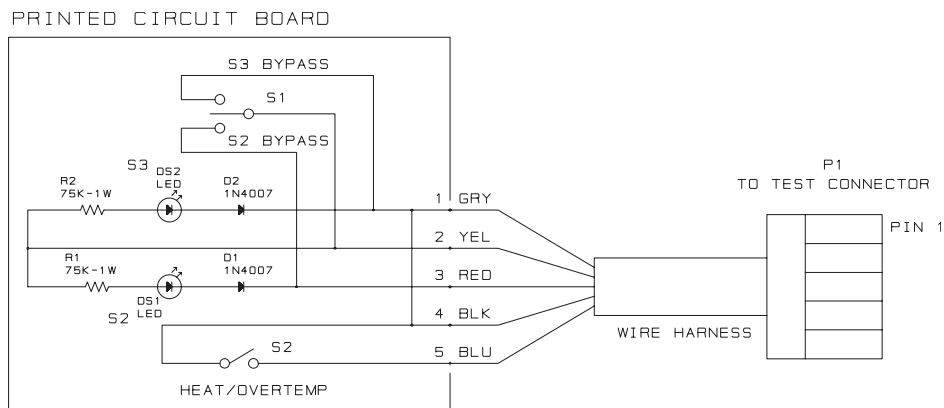 PRINTED CIRCUIT BOARD
S3 BYPASS
S1
S2 BYPASS
S3
DS2
LED
R2
75K-1W
D2
1N4007
1 GRY
2 YEL
R1
75K-1W
D1
1N4007
3 RED
DS1
LED
S2
4 BLK
S2
5 BLU
HEAT/OVERTEMP
WIRE HARNESS
P1
TO TEST CONNECTOR
PIN 1